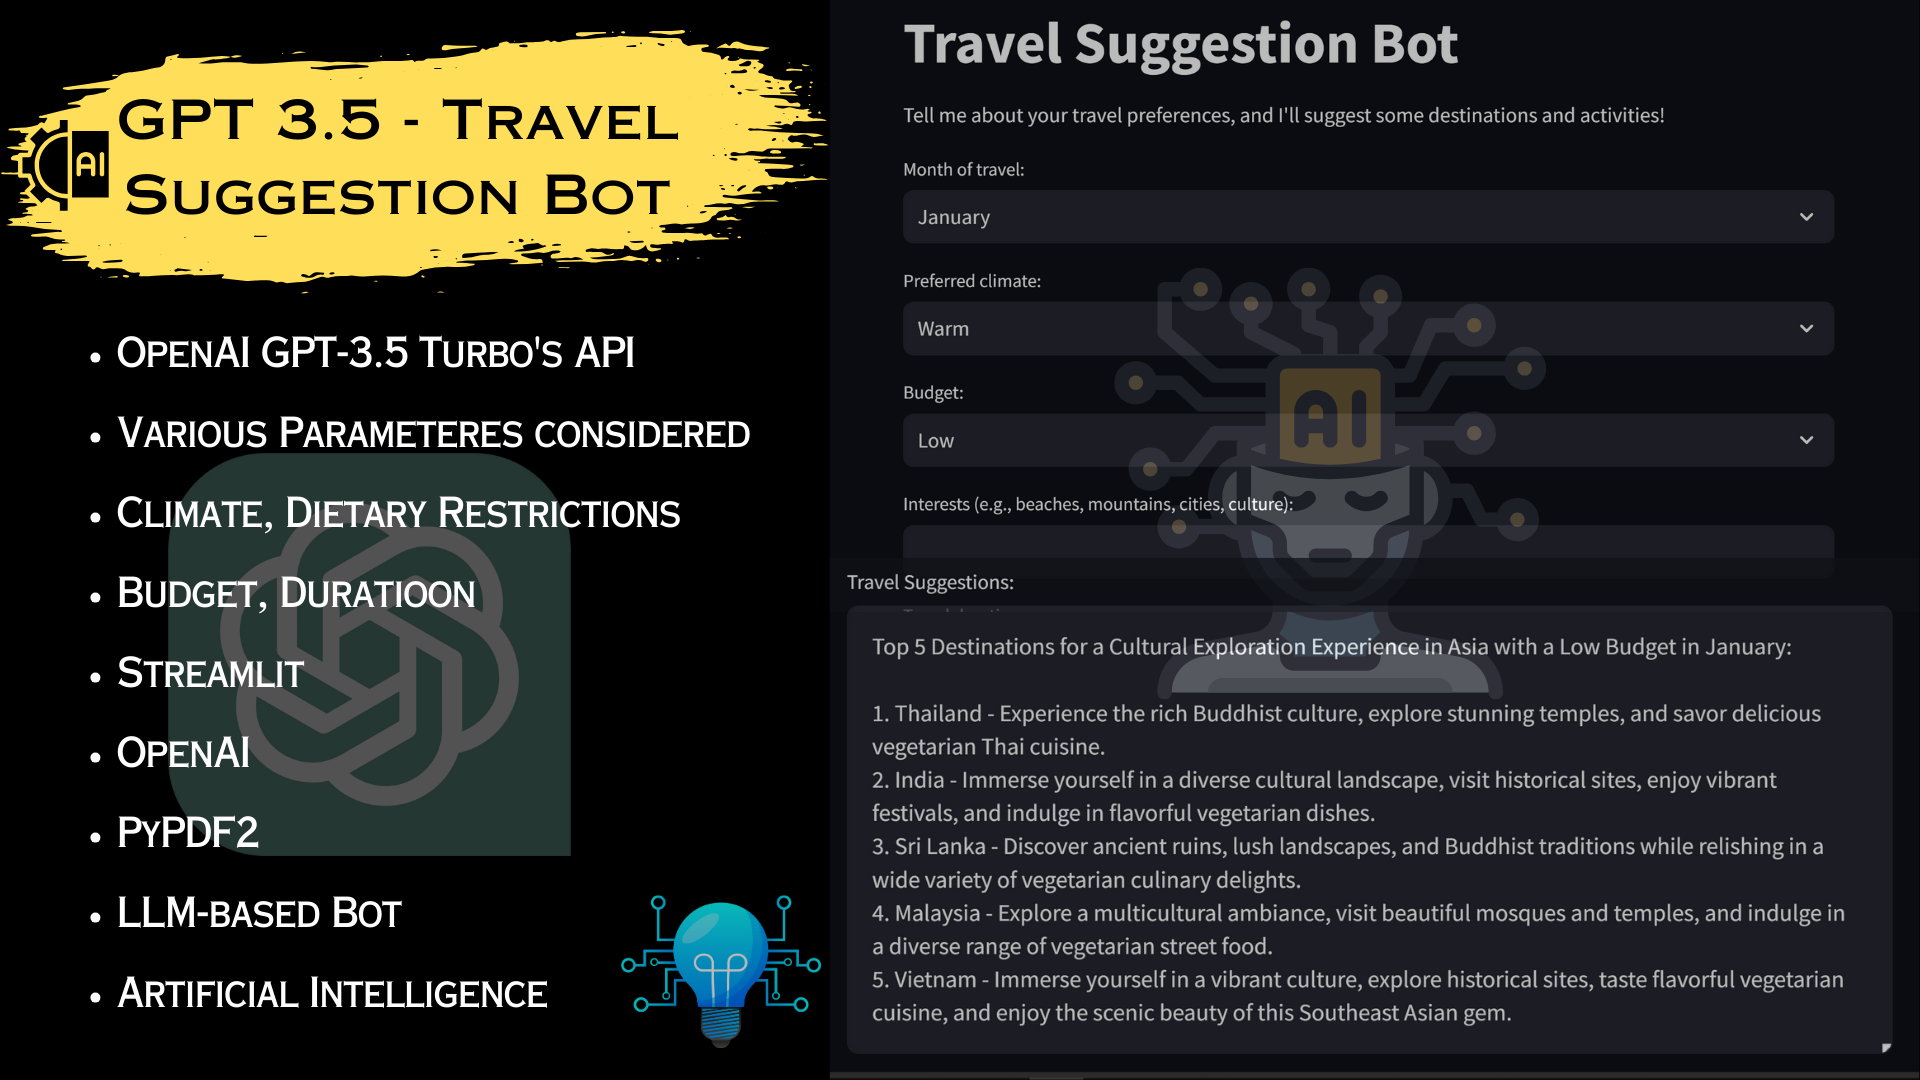 GPT 3.5 - Travel
Suggestion Bot
AI
• OpenAI GPT-3.5 Turbo's API
• Various Parameteres considered
• Climate, Dietary Restrictions
• Budget, Duratioon
• Streamlit
• OpenAI
• PyPDF2
• LLM-based Bot
• Artificial Intelligence
Travel Suggestion Bot
Tell me about your travel preferences, and I'll suggest some destinations and activities!
Month of travel:
January
Preferred climate:
Warm
Budget:
Low
AI
Interests (e.g., beaches, mountains, cities, culture):
Travel Suggestions:
Top 5 Destinations for a Cultural Exploration Experience in Asia with a Low Budget in January:
1. Thailand - Experience the rich Buddhist culture, explore stunning temples, and savor delicious
vegetarian Thai cuisine.
2. India - Immerse yourself in a diverse cultural landscape, visit historical sites, enjoy vibrant
festivals, and indulge in flavorful vegetarian dishes.
3. Sri Lanka - Discover ancient ruins, lush landscapes, and Buddhist traditions while relishing in a
wide variety of vegetarian culinary delights.
4. Malaysia - Explore a multicultural ambiance, visit beautiful mosques and temples, and indulge in
a diverse range of vegetarian street food.
5. Vietnam - Immerse yourself in a vibrant culture, explore historical sites, taste flavorful vegetarian
cuisine, and enjoy the scenic beauty of this Southeast Asian gem.